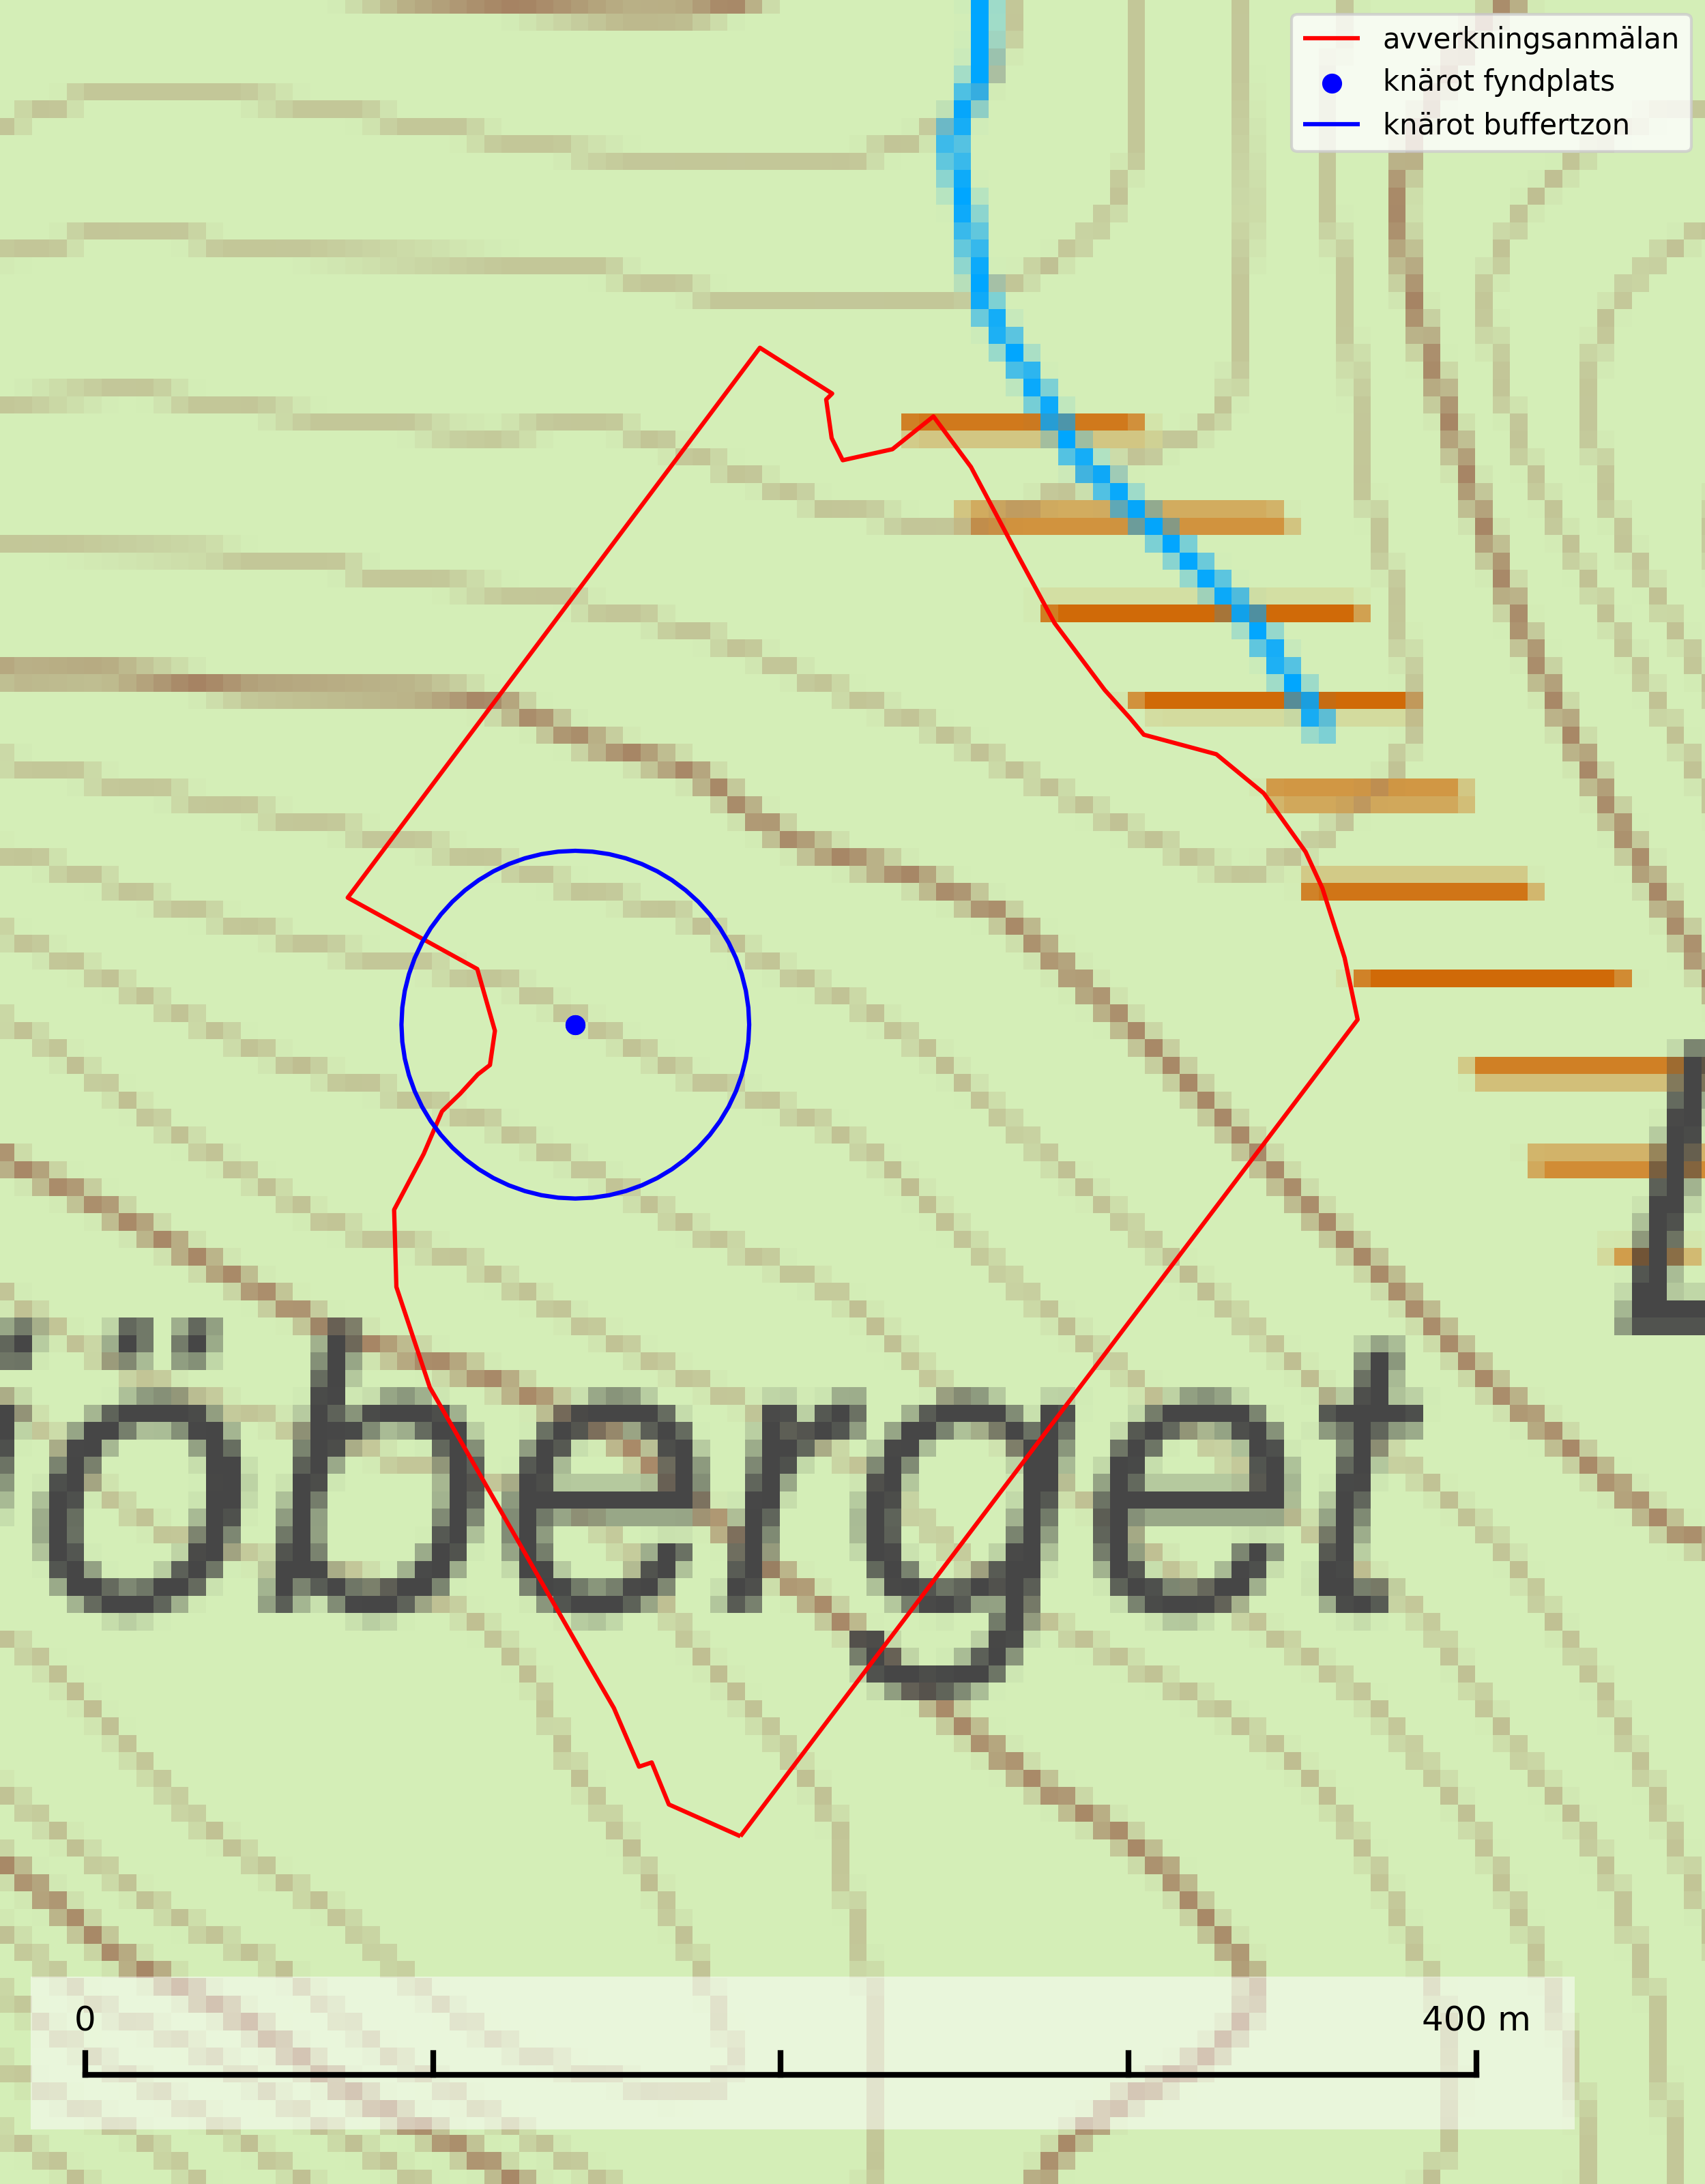 avverkningsanmälan
knärot fyndplats
knärot buffertzon
öberget
0 400 m